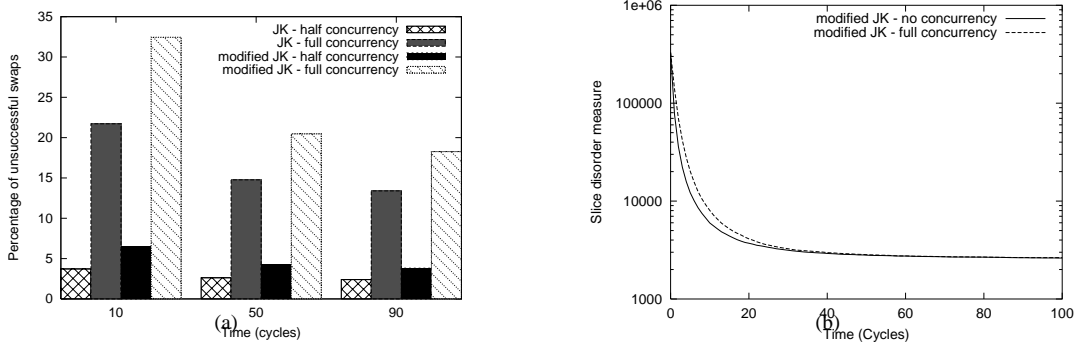 35
30
25
20
15
10
5
0
Percentage of unsuccessful swaps
JK - half concurrency
JK - full concurrency
modified JK - half concurrency
modified JK - full concurrency
10 50 90
Time (cycles)
(a)
1e+06
100000
10000
1000
Slice disorder measure
modified JK - no concurrency
modified JK - full concurrency
0 20 40 60 80 100
Time (Cycles)
(b)